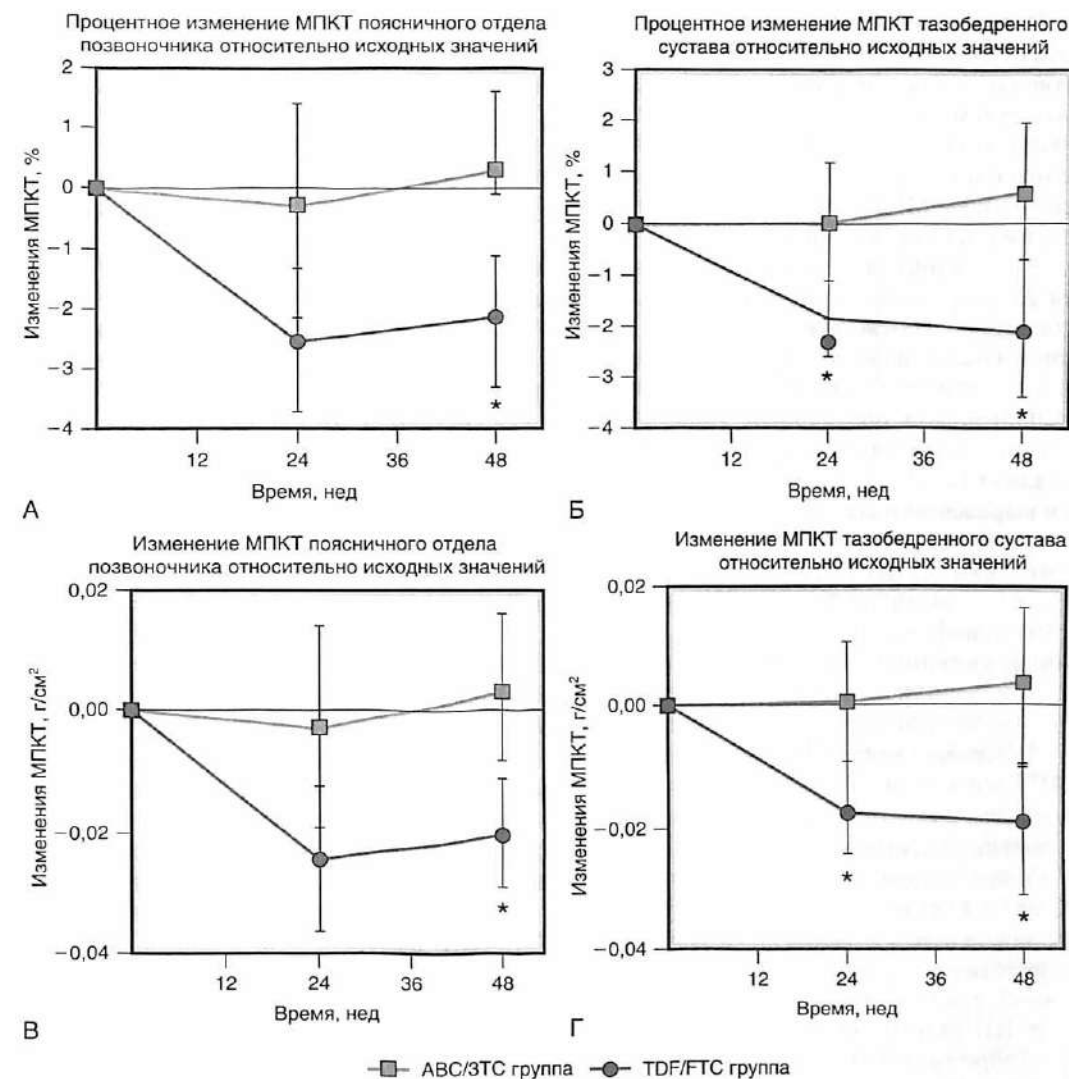 Процентное изменение МПКТ поясничного отдела
позвоночника относительно исходных значений
2
1
0
−1
−2
−3
−4
Изменения МПКТ, %
*
12
24
36
48
Время, нед
А
Процентное изменение МПКТ тазобедренного
сустава относительно исходных значений
3
2
1
0
−1
−2
−3
−4
Изменения МПКТ, %
*
*
12
24
36
48
Время, нед
Б
Изменение МПКТ поясничного отдела
позвоночника относительно исходных значений
0,02
0,00
−0,02
−0,04
Изменения МПКТ, г/см²
*
12
24
36
48
Время, нед
В
Изменение МПКТ тазобедренного сустава
относительно исходных значений
0,02
0,00
−0,02
−0,04
Изменения МПКТ, г/см²
*
*
12
24
36
48
Время, нед
Г
ABC/3TC группа
TDF/FTC группа